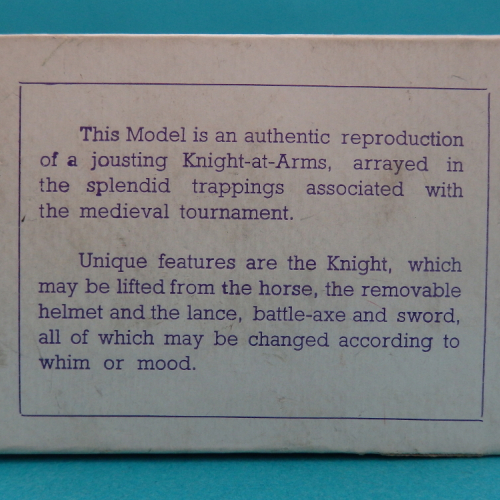 This Model is an authentic reproduction
of a jousting Knight-at-Arms, arrayed in
the splendid trappings associated with
the medieval tournament.
Unique features are the Knight, which
may be lifted from the horse, the removable
helmet and the lance, battle-axe and sword,
all of which may be changed according to
whim or mood.